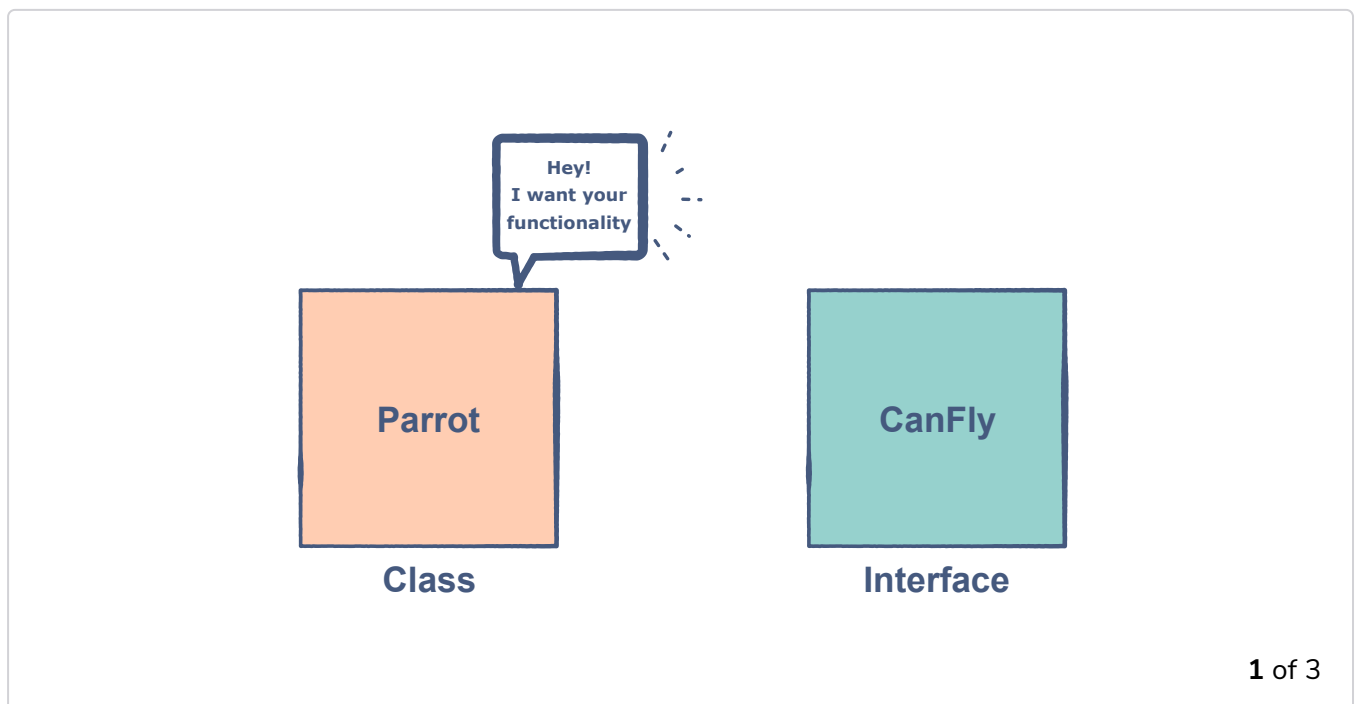 Hey!
I want your
functionality
Parrot
CanFly
Class
Interface
1 of 3